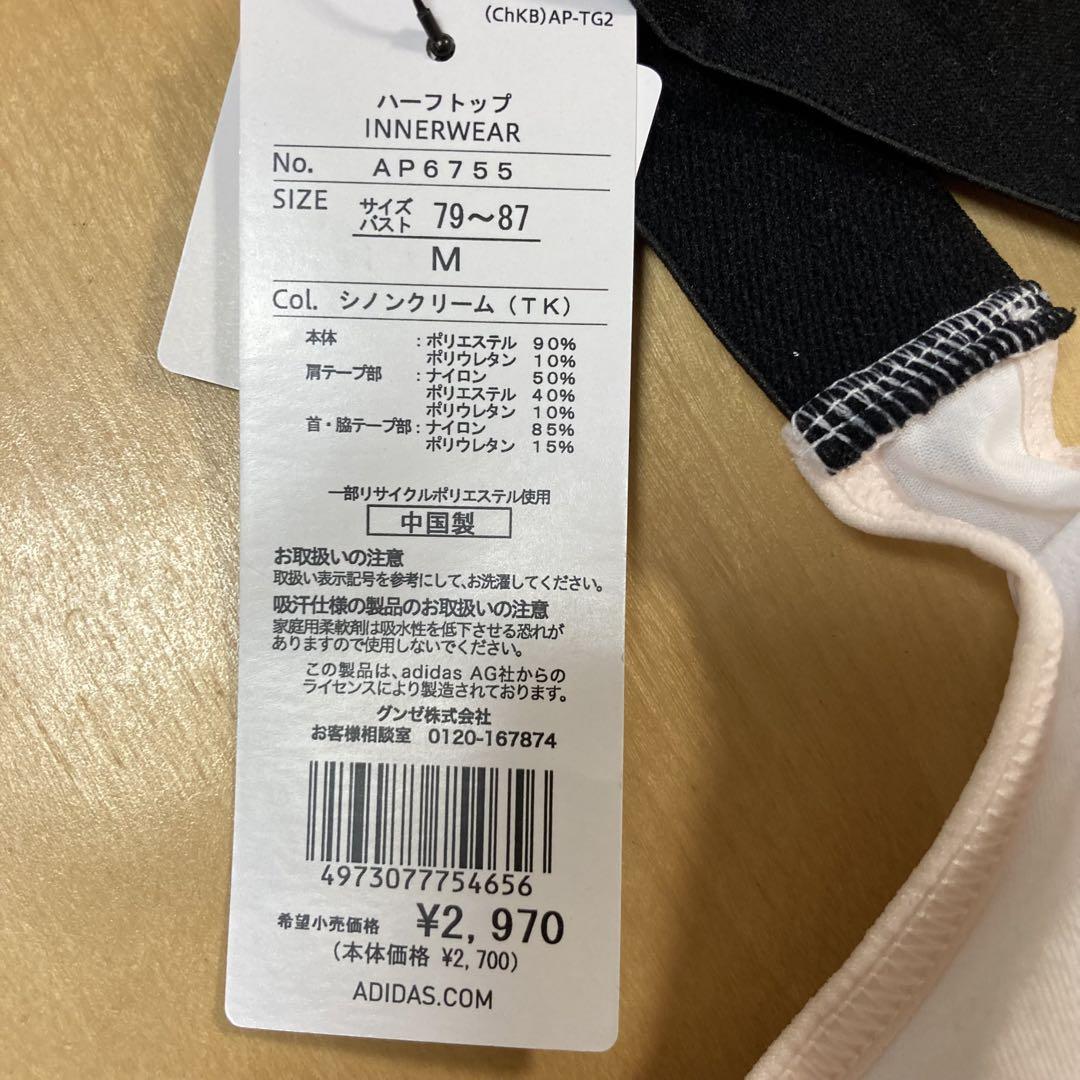 (ChKB)AP-TG2
ハーフトップ
INNERWEAR
No. AP6755
SIZE サイズ バスト 79〜87
M
Col. シノンクリーム（TK）
本体 ：ポリエステル 90%
ポリウレタン 10%
肩テープ部 ：ナイロン 50%
ポリエステル 40%
ポリウレタン 10%
首・脇テープ部：ナイロン 85%
ポリウレタン 15%
一部リサイクルポリエステル使用
中国製
お取扱いの注意
取扱い表示記号を参考にして、お洗濯してください。
吸汗仕様の製品のお取扱いの注意
家庭用柔軟剤は吸水性を低下させる恐れが
ありますので使用しないでください。
この製品は、adidas AG社からの
ライセンスにより製造されております。
グンゼ株式会社
お客様相談室 0120-167874
4973077754656
希望小売価格 ¥2,970
(本体価格 ¥2,700)
ADIDAS.COM